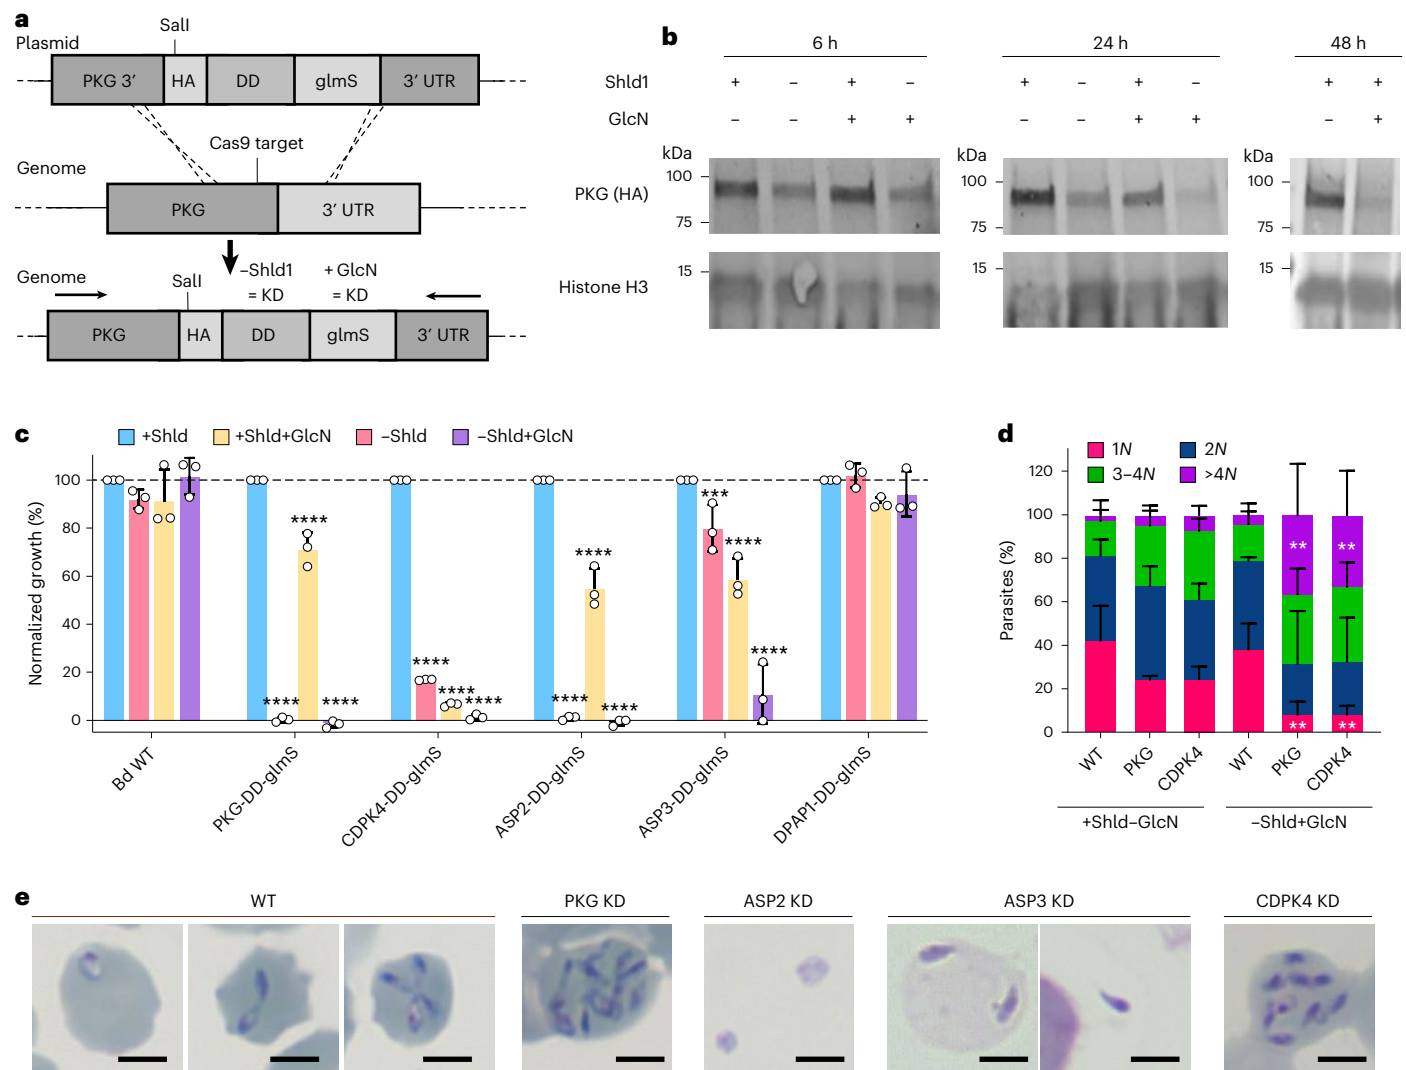 a
Plasmid
SalI
PKG 3′ HA DD glmS 3′ UTR
Cas9 target
Genome
PKG 3′ UTR
Genome
SalI
–Shld1 + GlcN
= KD = KD
PKG HA DD glmS 3′ UTR
b
6 h 24 h 48 h
Shld1 + – + – + – + – + +
GlcN – – + + – – + + – +
kDa kDa kDa
PKG (HA)
100 100 100
75 75 75
Histone H3
15 15 15
c
+Shld +Shld+GlcN –Shld –Shld+GlcN
Normalized growth (%)
100
80
60
40
20
0
**** **** ****
**** **** ****
**** **** ****
*** **** ****
Bd WT
PKG-DD-glmS
CDPK4-DD-glmS
ASP2-DD-glmS
ASP3-DD-glmS
DPAP1-DD-glmS
d
1N 2N
3–4N >4N
Parasites (%)
120
100
80
60
40
20
0
** **
** **
WT PKG CDPK4 WT PKG CDPK4
+Shld–GlcN –Shld+GlcN
e
WT PKG KD ASP2 KD ASP3 KD CDPK4 KD